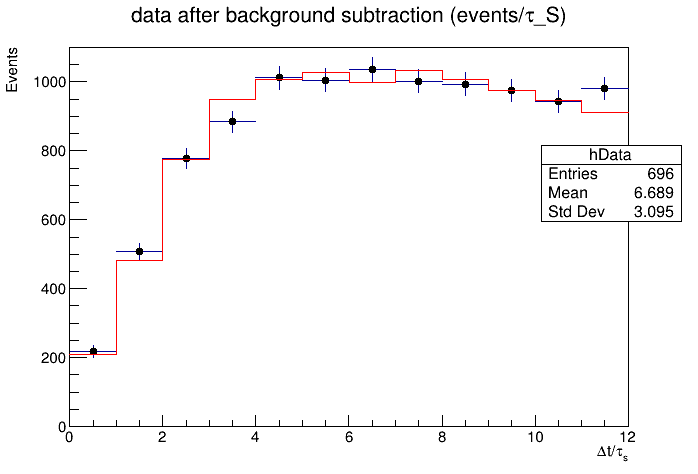 data after background subtraction (events/τ_S)
Events
1000
800
600
400
200
0
0 2 4 6 8 10 12
Δt/τs
hData
Entries 696
Mean 6.689
Std Dev 3.095